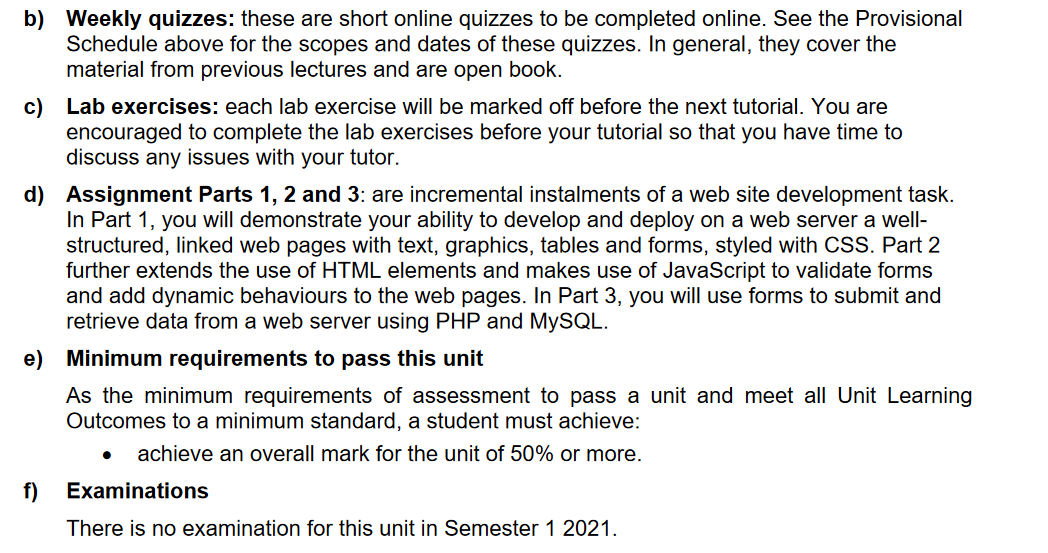 b) Weekly quizzes: these are short online quizzes to be completed online. See the Provisional
Schedule above for the scopes and dates of these quizzes. In general, they cover the
material from previous lectures and are open book.
c) Lab exercises: each lab exercise will be marked off before the next tutorial. You are
encouraged to complete the lab exercises before your tutorial so that you have time to
discuss any issues with your tutor.
d) Assignment Parts 1, 2 and 3: are incremental instalments of a web site development task.
In Part 1, you will demonstrate your ability to develop and deploy on a web server a well-
structured, linked web pages with text, graphics, tables and forms, styled with CSS. Part 2
further extends the use of HTML elements and makes use of JavaScript to validate forms
and add dynamic behaviours to the web pages. In Part 3, you will use forms to submit and
retrieve data from a web server using PHP and MySQL.
e) Minimum requirements to pass this unit
As the minimum requirements of assessment to pass a unit and meet all Unit Learning
Outcomes to a minimum standard, a student must achieve:
• achieve an overall mark for the unit of 50% or more.
f) Examinations
There is no examination for this unit in Semester 1 2021.